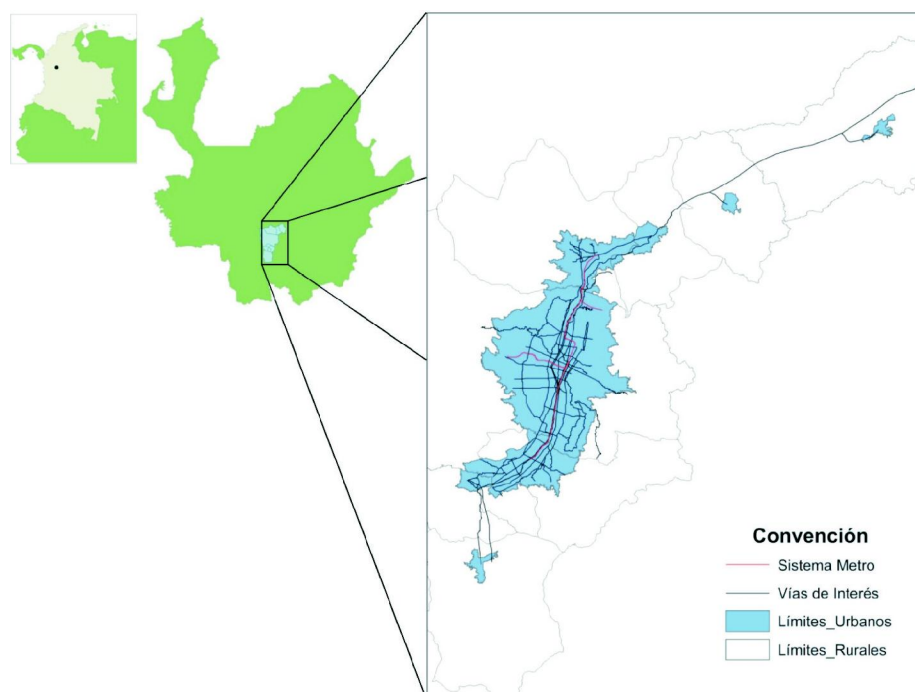 Convención
Sistema Metro
Vías de Interés
Límites_Urbanos
Límites_Rurales